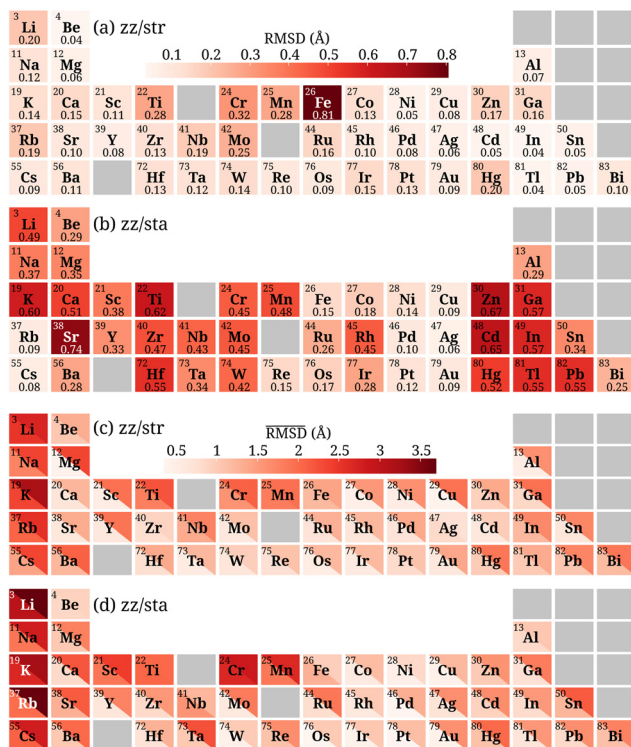 3 4
Li Be (a) zz/str
0.20 0.04 RMSD (Å)
11 12 0.1 0.2 0.3 0.4 0.5 0.6 0.7 0.8 13
Na Mg Al
0.12 0.06 0.07
19 20 21 22 24 25 26 27 28 29 30 31
K Ca Sc Ti Cr Mn Fe Co Ni Cu Zn Ga
0.14 0.15 0.11 0.28 0.32 0.28 0.81 0.13 0.05 0.08 0.17 0.16
37 38 39 40 41 42 44 45 46 47 48 49 50
Rb Sr Y Zr Nb Mo Ru Rh Pd Ag Cd In Sn
0.19 0.10 0.08 0.13 0.19 0.25 0.16 0.10 0.08 0.06 0.05 0.04 0.05
55 56 72 73 74 75 76 77 78 79 80 81 82 83
Cs Ba Hf Ta W Re Os Ir Pt Au Hg Tl Pb Bi
0.09 0.11 0.13 0.12 0.14 0.10 0.09 0.15 0.13 0.09 0.20 0.04 0.05 0.10
3 4
Li Be (b) zz/sta
0.49 0.29
11 12 13
Na Mg Al
0.37 0.35 0.29
19 20 21 22 24 25 26 27 28 29 30 31
K Ca Sc Ti Cr Mn Fe Co Ni Cu Zn Ga
0.60 0.51 0.38 0.62 0.45 0.48 0.15 0.18 0.14 0.09 0.67 0.57
37 38 39 40 41 42 44 45 46 47 48 49 50
Rb Sr Y Zr Nb Mo Ru Rh Pd Ag Cd In Sn
0.09 0.74 0.33 0.47 0.43 0.45 0.26 0.45 0.10 0.06 0.65 0.57 0.34
55 56 72 73 74 75 76 77 78 79 80 81 82 83
Cs Ba Hf Ta W Re Os Ir Pt Au Hg Tl Pb Bi
0.08 0.28 0.55 0.34 0.42 0.15 0.17 0.28 0.12 0.09 0.52 0.55 0.55 0.25
3 4
Li Be (c) zz/str
RMSD (Å)
11 12 0.5 1 1.5 2 2.5 3 3.5 13
Na Mg Al
19 20 21 22 24 25 26 27 28 29 30 31
K Ca Sc Ti Cr Mn Fe Co Ni Cu Zn Ga
37 38 39 40 41 42 44 45 46 47 48 49 50
Rb Sr Y Zr Nb Mo Ru Rh Pd Ag Cd In Sn
55 56 72 73 74 75 76 77 78 79 80 81 82 83
Cs Ba Hf Ta W Re Os Ir Pt Au Hg Tl Pb Bi
3 4
Li Be (d) zz/sta
11 12 13
Na Mg Al
19 20 21 22 24 25 26 27 28 29 30 31
K Ca Sc Ti Cr Mn Fe Co Ni Cu Zn Ga
37 38 39 40 41 42 44 45 46 47 48 49 50
Rb Sr Y Zr Nb Mo Ru Rh Pd Ag Cd In Sn
55 56 72 73 74 75 76 77 78 79 80 81 82 83
Cs Ba Hf Ta W Re Os Ir Pt Au Hg Tl Pb Bi